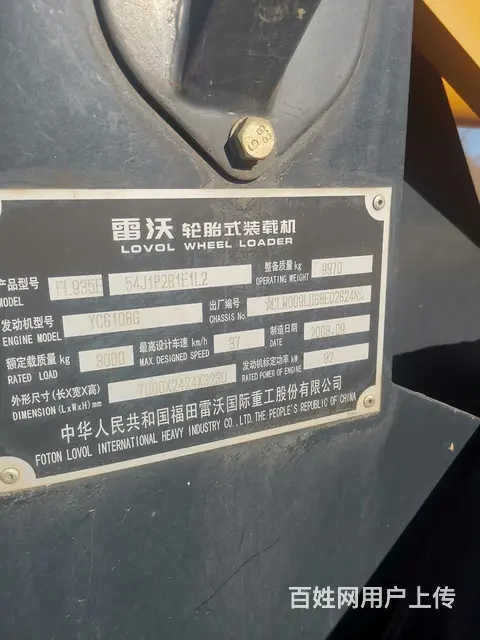 8.8
S
雷沃 轮胎式装载机
LOVOL WHEEL LOADER
产品型号 FL935E 54J1P2B1E1L2 整备质量 kg 9970
MODEL OPERATING WEIGHT
发动机型号 YC6108G 出厂编号
ENGINE MODEL CHASSIS No.
额定载质量 kg 3000 最高设计车速 km/h 37 制造日期 2008.09
RATED LOAD MAX. DESIGNED SPEED DATE
外形尺寸(长X宽X高) 7000X2424X3230 发动机标定功率 kW 92
DIMENSION (LxWxH) mm RATED POWER OF ENGINE
中华人民共和国福田雷沃国际重工股份有限公司
FOTON LOVOL INTERNATIONAL HEAVY INDUSTRY CO., LTD. THE PEOPLE'S REPUBLIC OF CHINA
百姓网用户上传